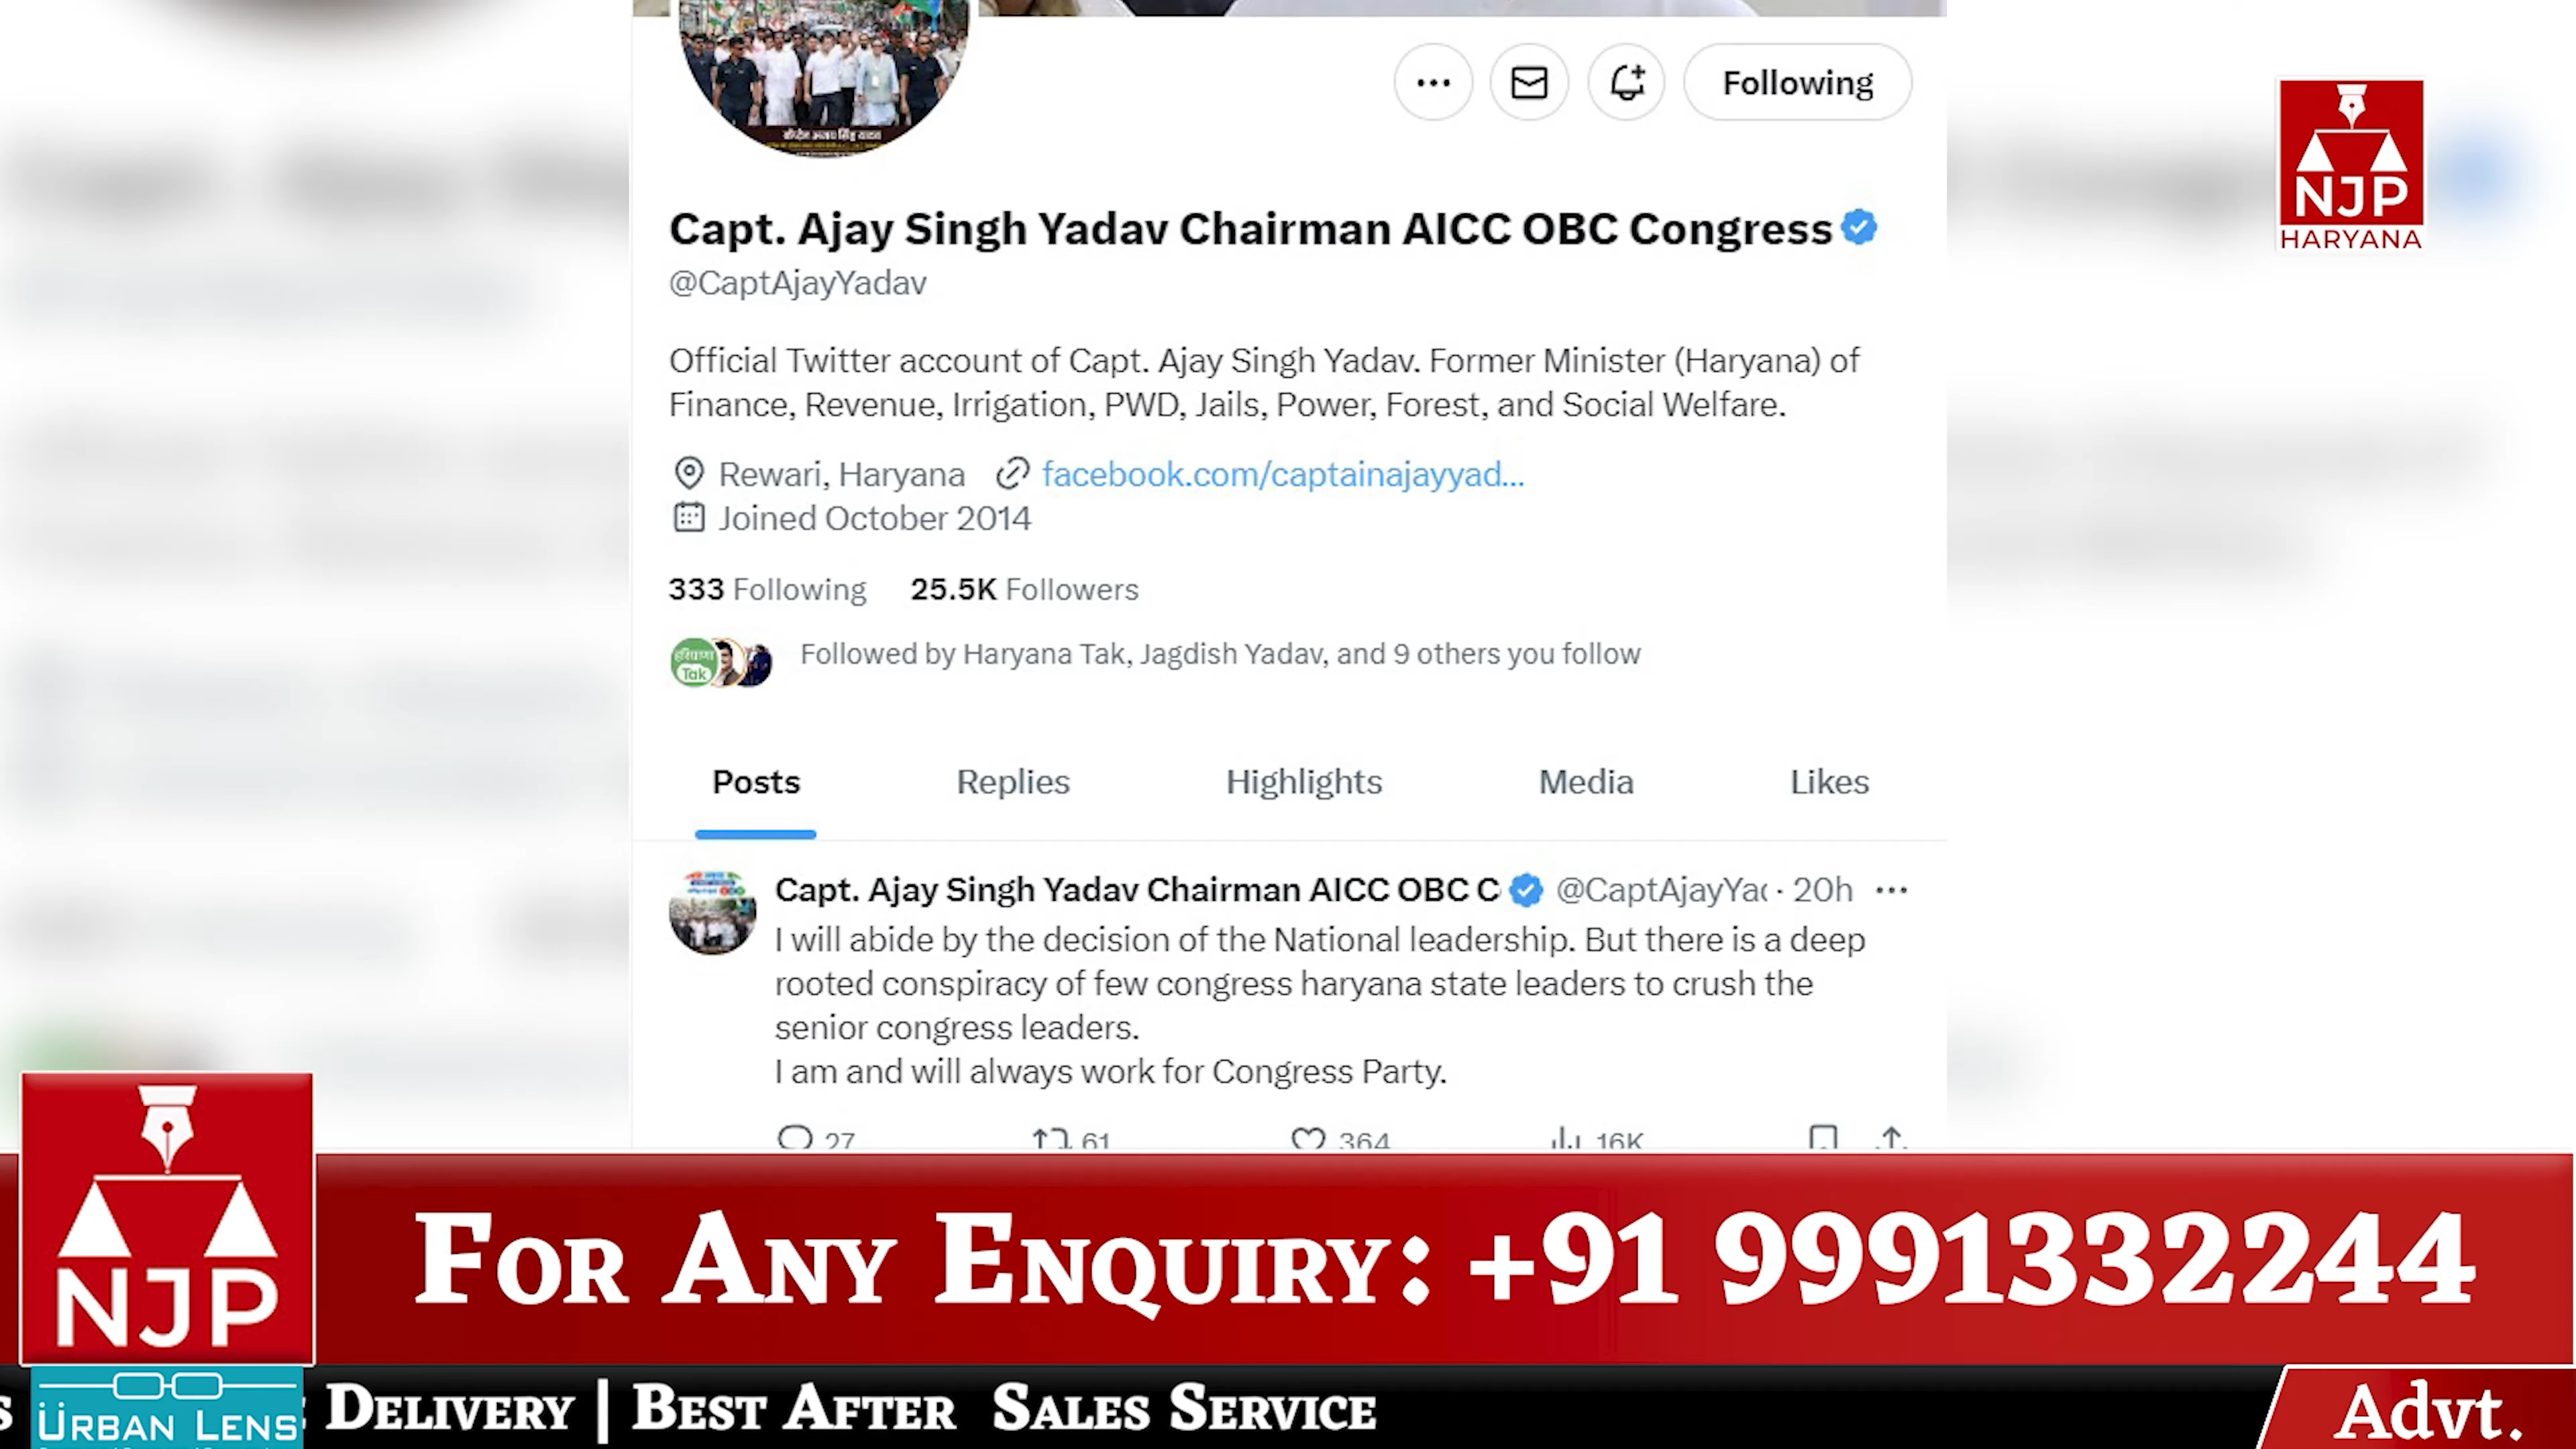 Following
NJP
HARYANA
Capt. Ajay Singh Yadav Chairman AICC OBC Congress
@CaptAjayYadav
Official Twitter account of Capt. Ajay Singh Yadav. Former Minister (Haryana) of
Finance, Revenue, Irrigation, PWD, Jails, Power, Forest, and Social Welfare.
Rewari, Haryana facebook.com/captainajayyad...
Joined October 2014
333 Following 25.5K Followers
हरियाणा
Tak
Followed by Haryana Tak, Jagdish Yadav, and 9 others you follow
Posts Replies Highlights Media Likes
Capt. Ajay Singh Yadav Chairman AICC OBC C @CaptAjayYa · 20h
I will abide by the decision of the National leadership. But there is a deep
rooted conspiracy of few congress haryana state leaders to crush the
senior congress leaders.
I am and will always work for Congress Party.
27 61 364 16K
NJP
FOR ANY ENQUIRY: +91 9991332244
URBAN LENS
DELIVERY | BEST AFTER SALES SERVICE
Advt.